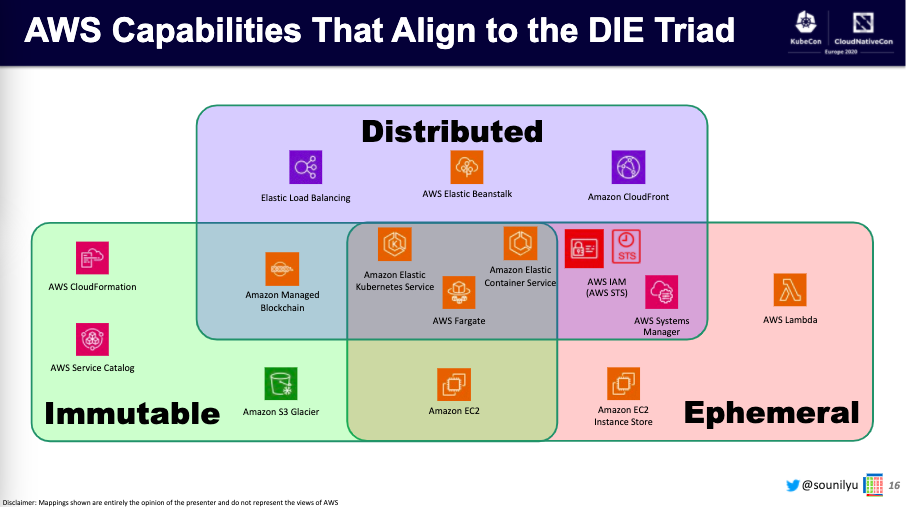 AWS Capabilities That Align to the DIE Triad
KubeCon
CloudNativeCon
Europe 2020
Distributed
Elastic Load Balancing
AWS Elastic Beanstalk
Amazon CloudFront
AWS CloudFormation
Amazon Managed
Blockchain
K
Amazon Elastic
Kubernetes Service
Amazon Elastic
Container Service
AWS Fargate
STS
AWS IAM
(AWS STS)
AWS Systems
Manager
AWS Lambda
AWS Service Catalog
Immutable
Amazon S3 Glacier
Amazon EC2
Amazon EC2
Instance Store
Ephemeral
@sounilyu
16
Disclaimer: Mappings shown are entirely the opinion of the presenter and do not represent the views of AWS